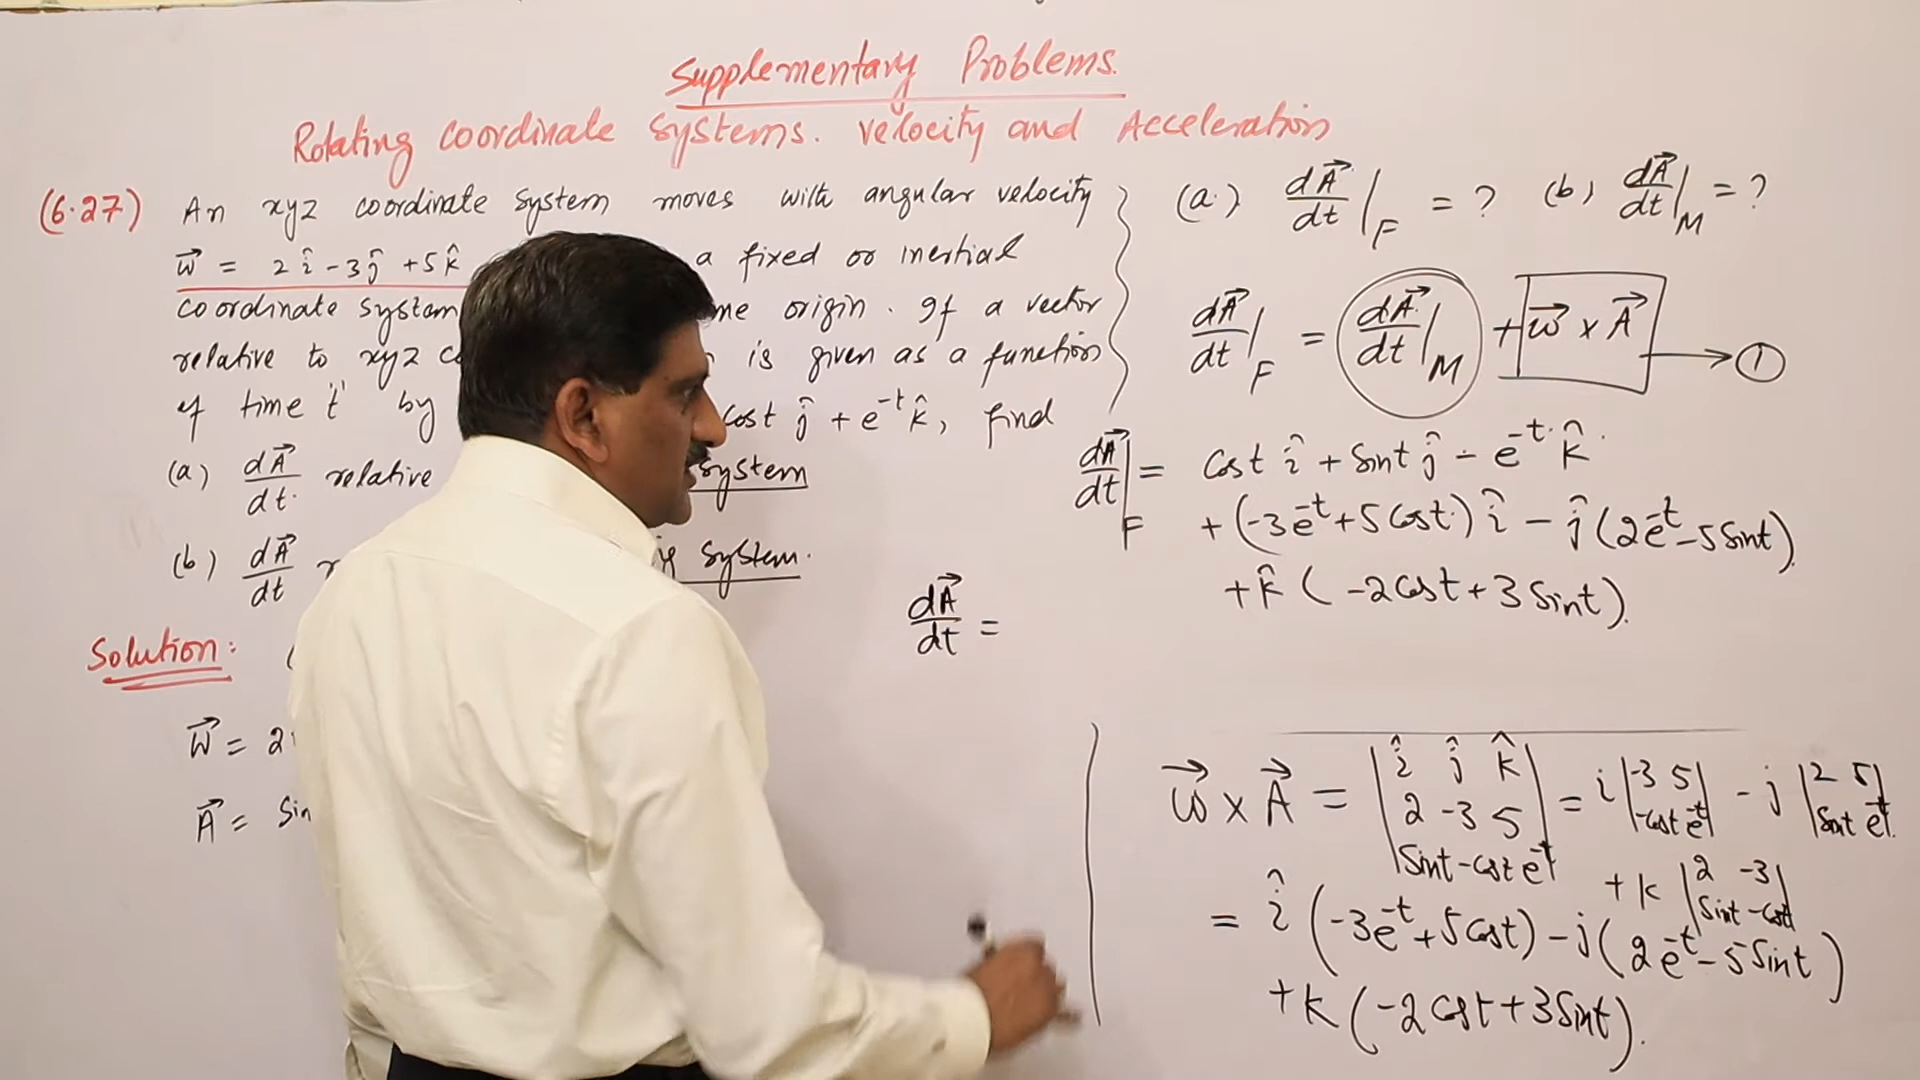 Supplementary Problems.
Rotating coordinate systems. velocity and Acceleration
(6.27) An xyz coordinate system moves with angular velocity
w⃗ = 2î - 3ĵ + 5k̂ a fixed or inertial
coordinate system origin. If a vector
relative to xyz is given as a function
of time 't' by cost ĵ + e^-t k̂, find
(a) dA⃗/dt relative system
(b) dA⃗/dt system.
Solution:
w⃗ = 2
A⃗ = Sin
dA⃗/dt =
(a.) dA⃗/dt|F = ? (b) dA⃗/dt|M = ?
dA⃗/dt|F = dA⃗/dt|M + w⃗ x A⃗ → ①
dA⃗/dt|F = cost î + sint ĵ - e^-t k̂
+ (-3e^-t + 5cost) î - ĵ (2e^-t - 5sint)
+ k̂ (-2cost + 3sint).
w⃗ x A⃗ = |î ĵ k̂| = i |-3 5| - j |2 5|
|2 -3 5| |-cost e^-t| |sint e^-t|
|sint -cost e^-t| + k |2 -3|
|sint -cost|
= î (-3e^-t + 5cost) - j (2e^-t - 5sint)
+ k (-2cost + 3sint).